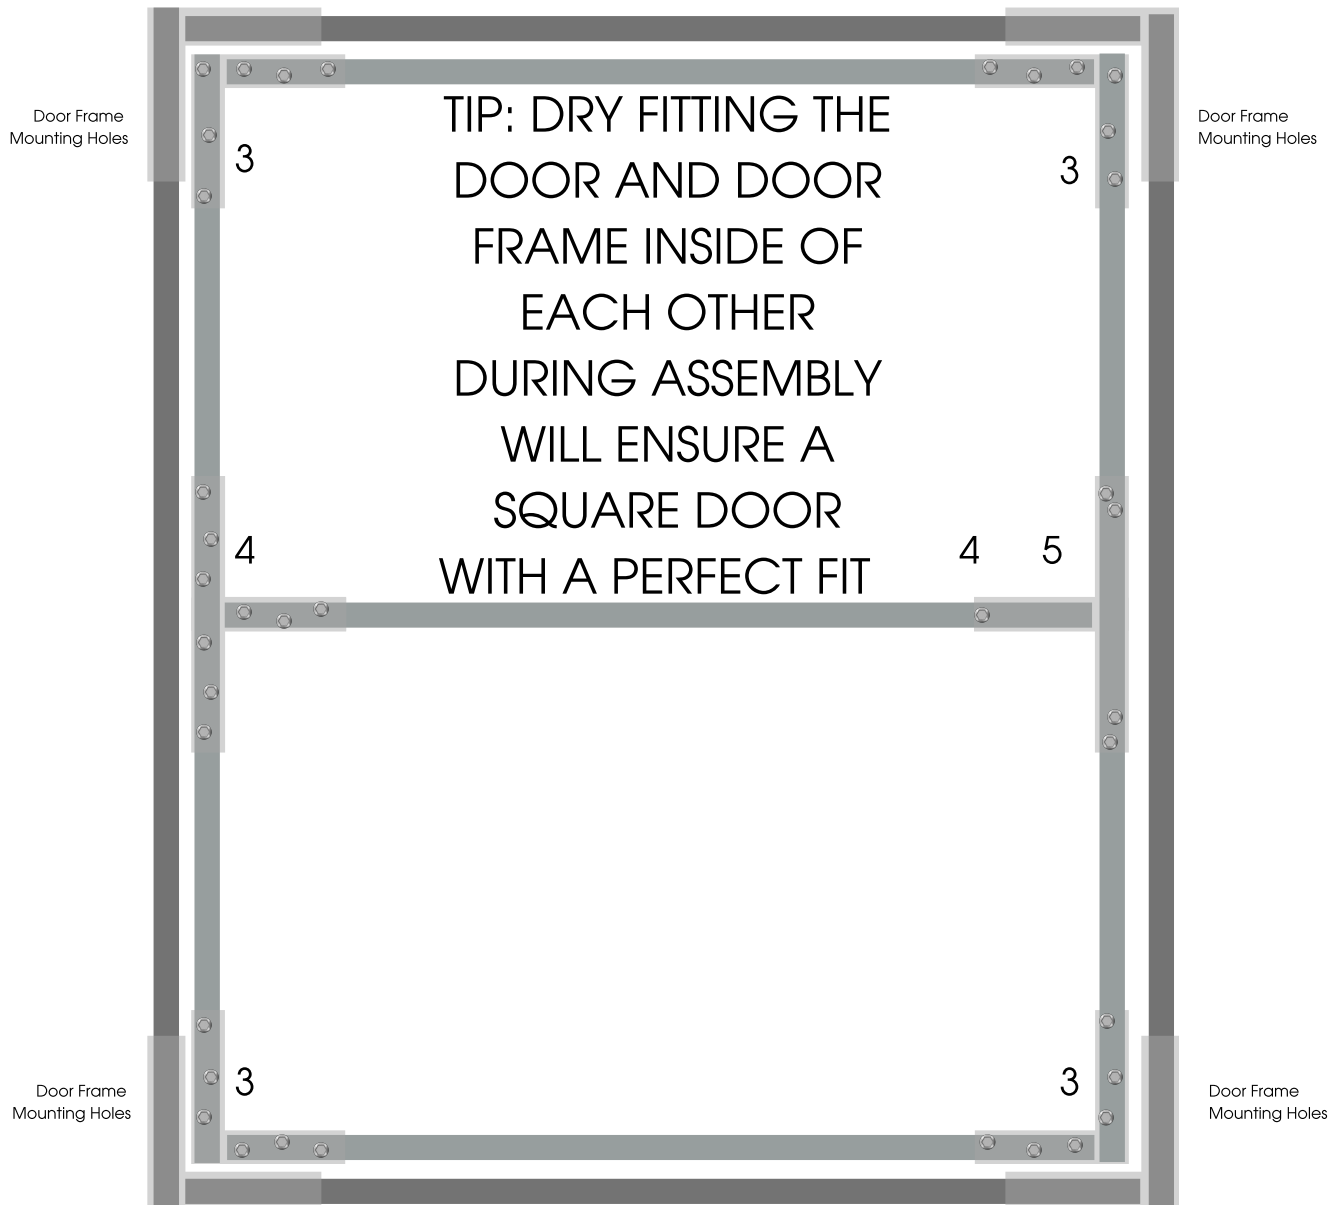 TIP: DRY FITTING THE
Door Frame
Mounting Holes
Door Frame
Mounting Holes
3
3
DOOR AND DOOR
FRAME INSIDE OF
EACH OTHER
DURING ASSEMBLY
WILL ENSURE A
SQUARE DOOR
4
4
5
WITH A PERFECT FIT
3
3
Door Frame
Mounting Holes
Door Frame
Mounting Holes